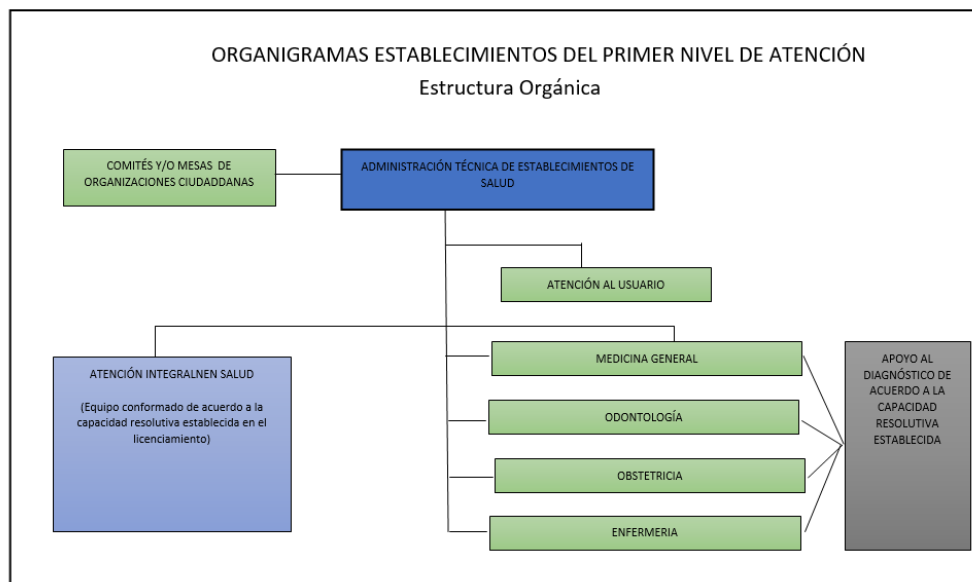 ORGANIGRAMAS ESTABLECIMIENTOS DEL PRIMER NIVEL DE ATENCIÓN
Estructura Orgánica
COMITÉS Y/O MESAS DE
ORGANIZACIONES CIUDADDANAS
ADMINISTRACIÓN TÉCNICA DE ESTABLECIMIENTOS DE
SALUD
ATENCIÓN AL USUARIO
ATENCIÓN INTEGRALNEN SALUD
(Equipo conformado de acuerdo a la
capacidad resolutiva establecida en el
licenciamiento)
MEDICINA GENERAL
ODONTOLOGÍA
OBSTETRICIA
ENFERMERIA
APOYO AL
DIAGNÓSTICO DE
ACUERDO A LA
CAPACIDAD
RESOLUTIVA
ESTABLECIDA